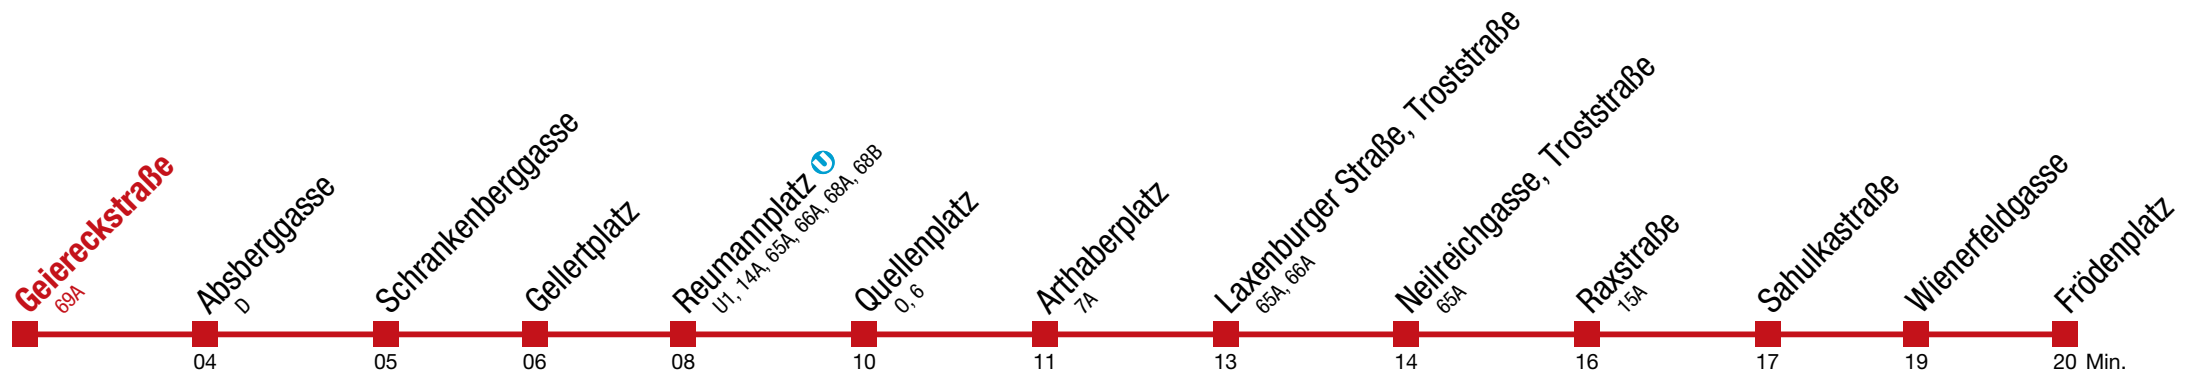 Geiereckstraße
69A
Absberggasse
D
Schrankenberggasse
Gellertplatz
Reumannplatz U
U1, 14A, 65A, 66A, 68A, 68B
Quellenplatz
O, 6
Arthaberplatz
7A
Laxenburger Straße, Troststraße
65A, 66A
Neilreichgasse, Troststraße
65A
Raxstraße
15A
Sahulkastraße
Wienerfeldgasse
Frödenplatz
04 05 06 08 10 11 13 14 16 17 19 20 Min.